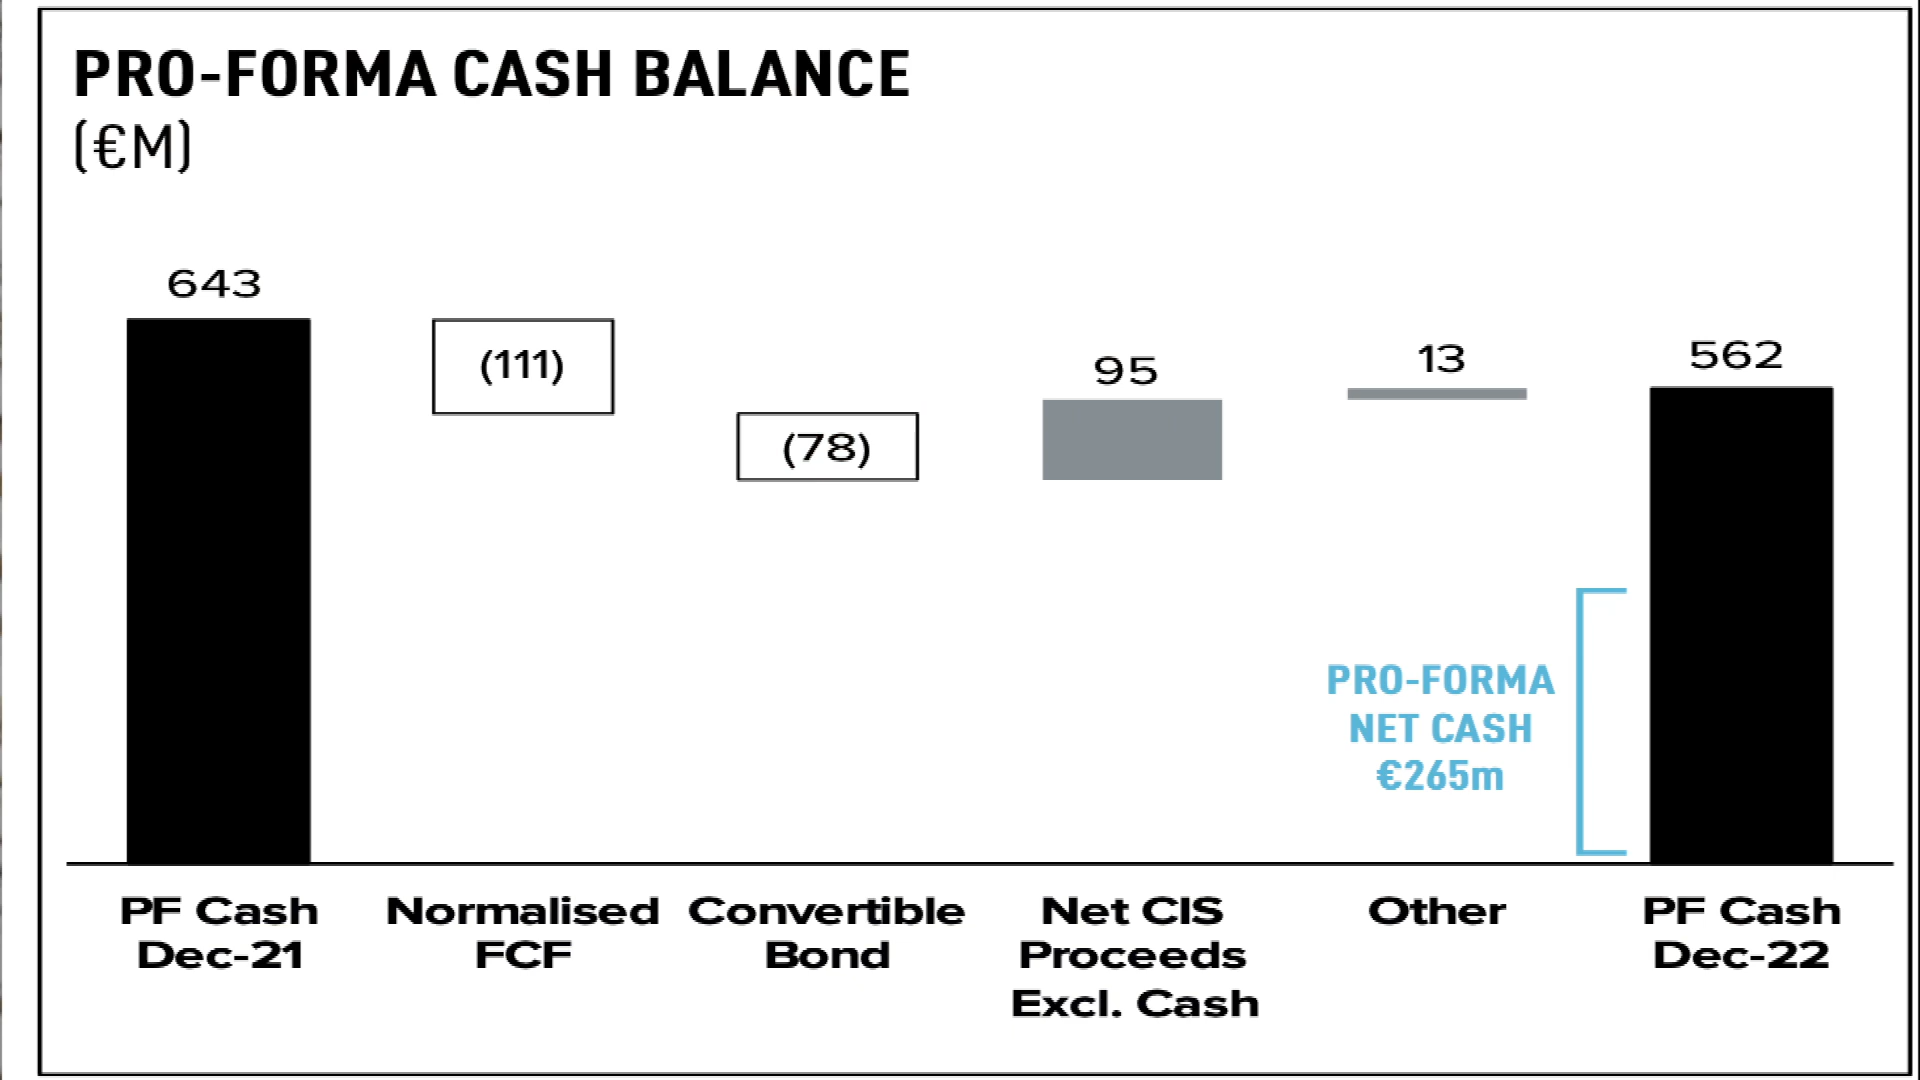 PRO-FORMA CASH BALANCE
(€M)
643
(111)
(78)
95
13
562
PRO-FORMA
NET CASH
€265m
PF Cash
Dec-21
Normalised
FCF
Convertible
Bond
Net CIS
Proceeds
Excl. Cash
Other
PF Cash
Dec-22